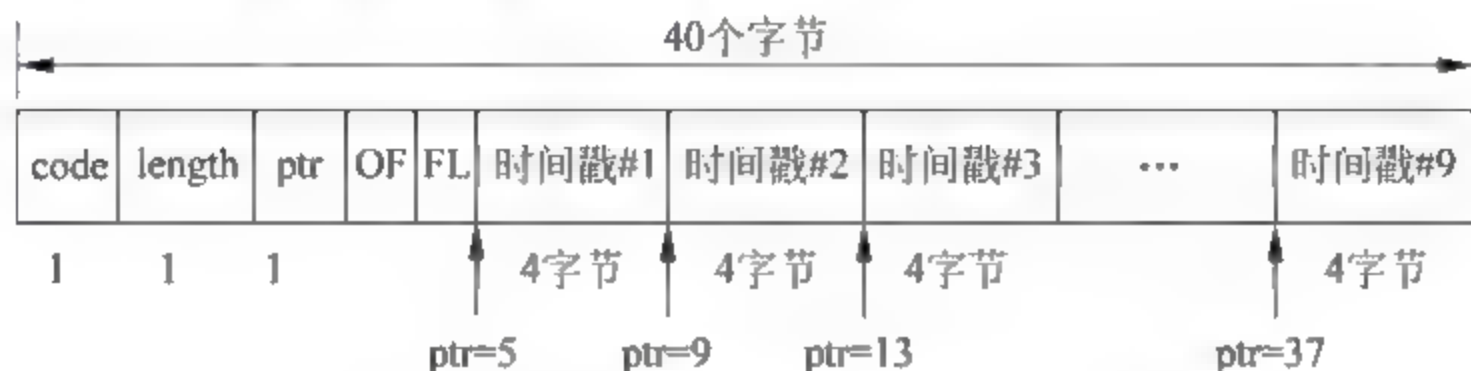 40个字节
code length ptr OF FL 时间戳#1 时间戳#2 时间戳#3 … 时间戳#9
1 1 1 4字节 4字节 4字节 4字节
ptr=5 ptr=9 ptr=13 ptr=37